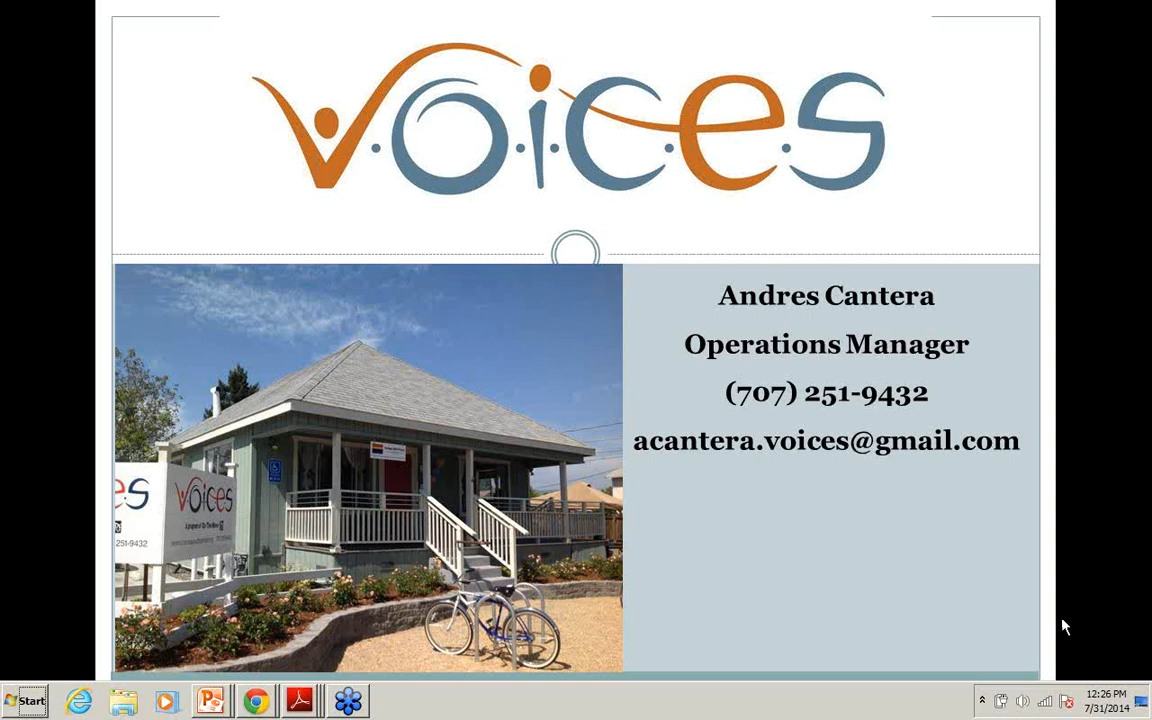 v·o·i·c·e·s
Andres Cantera
Operations Manager
(707) 251-9432
acantera.voices@gmail.com
es
voices
251-9432
Start
12:26 PM
7/31/2014